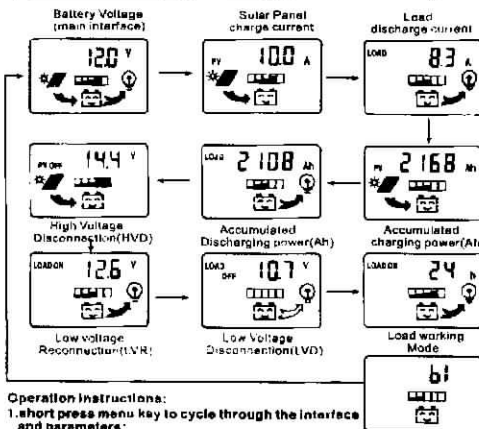 Battery Voltage
(main interface)
Solar Panel
charge current
Load
discharge current
12.0 V
PV 10.0 A
LOAD 8.3 A
PV OFF 14.4 V
LOAD 2108 Ah
PV 2168 Ah
High Voltage
Disconnection(HVD)
Accumulated
Discharging power(Ah)
Accumulated
charging power(Ah
LOAD ON 12.6 V
LOAD OFF 10.7 V
LOAD ON 24 h
Low voltage
Reconnection(LVR)
Low Voltage
Disconnection(LVD)
Load working
Mode
b1
Operation instructions:
1.short press menu key to cycle through the interface
and parameters;